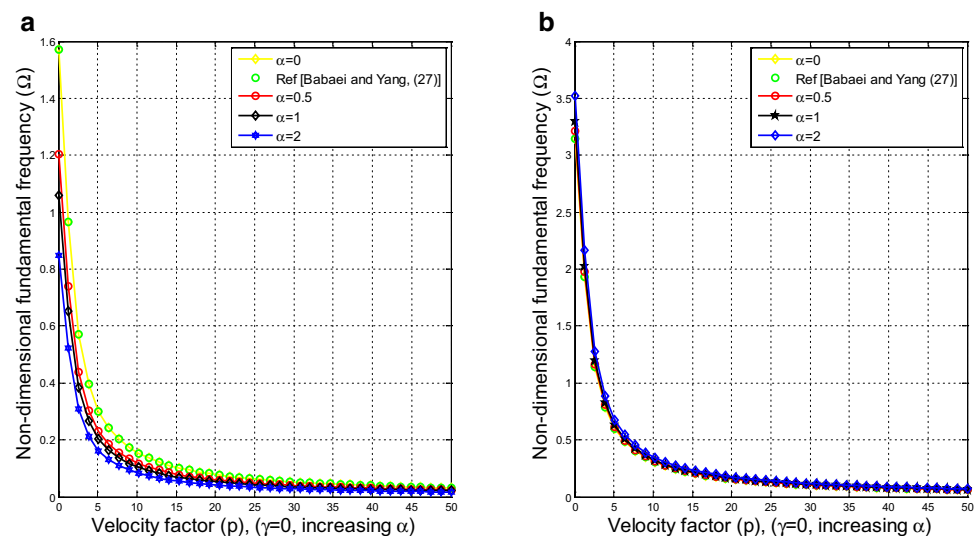 a
Non-dimensional fundamental frequency (Ω)
1.6
1.4
1.2
1
0.8
0.6
0.4
0.2
0
0 5 10 15 20 25 30 35 40 45 50
Velocity factor (p), (γ=0, increasing α)
α=0
Ref [Babaei and Yang, (27)]
α=0.5
α=1
α=2
b
Non-dimensional fundamental frequency (Ω)
4
3.5
3
2.5
2
1.5
1
0.5
0
0 5 10 15 20 25 30 35 40 45 50
Velocity factor (p), (γ=0, increasing α)
α=0
Ref [Babaei and Yang, (27)]
α=0.5
α=1
α=2